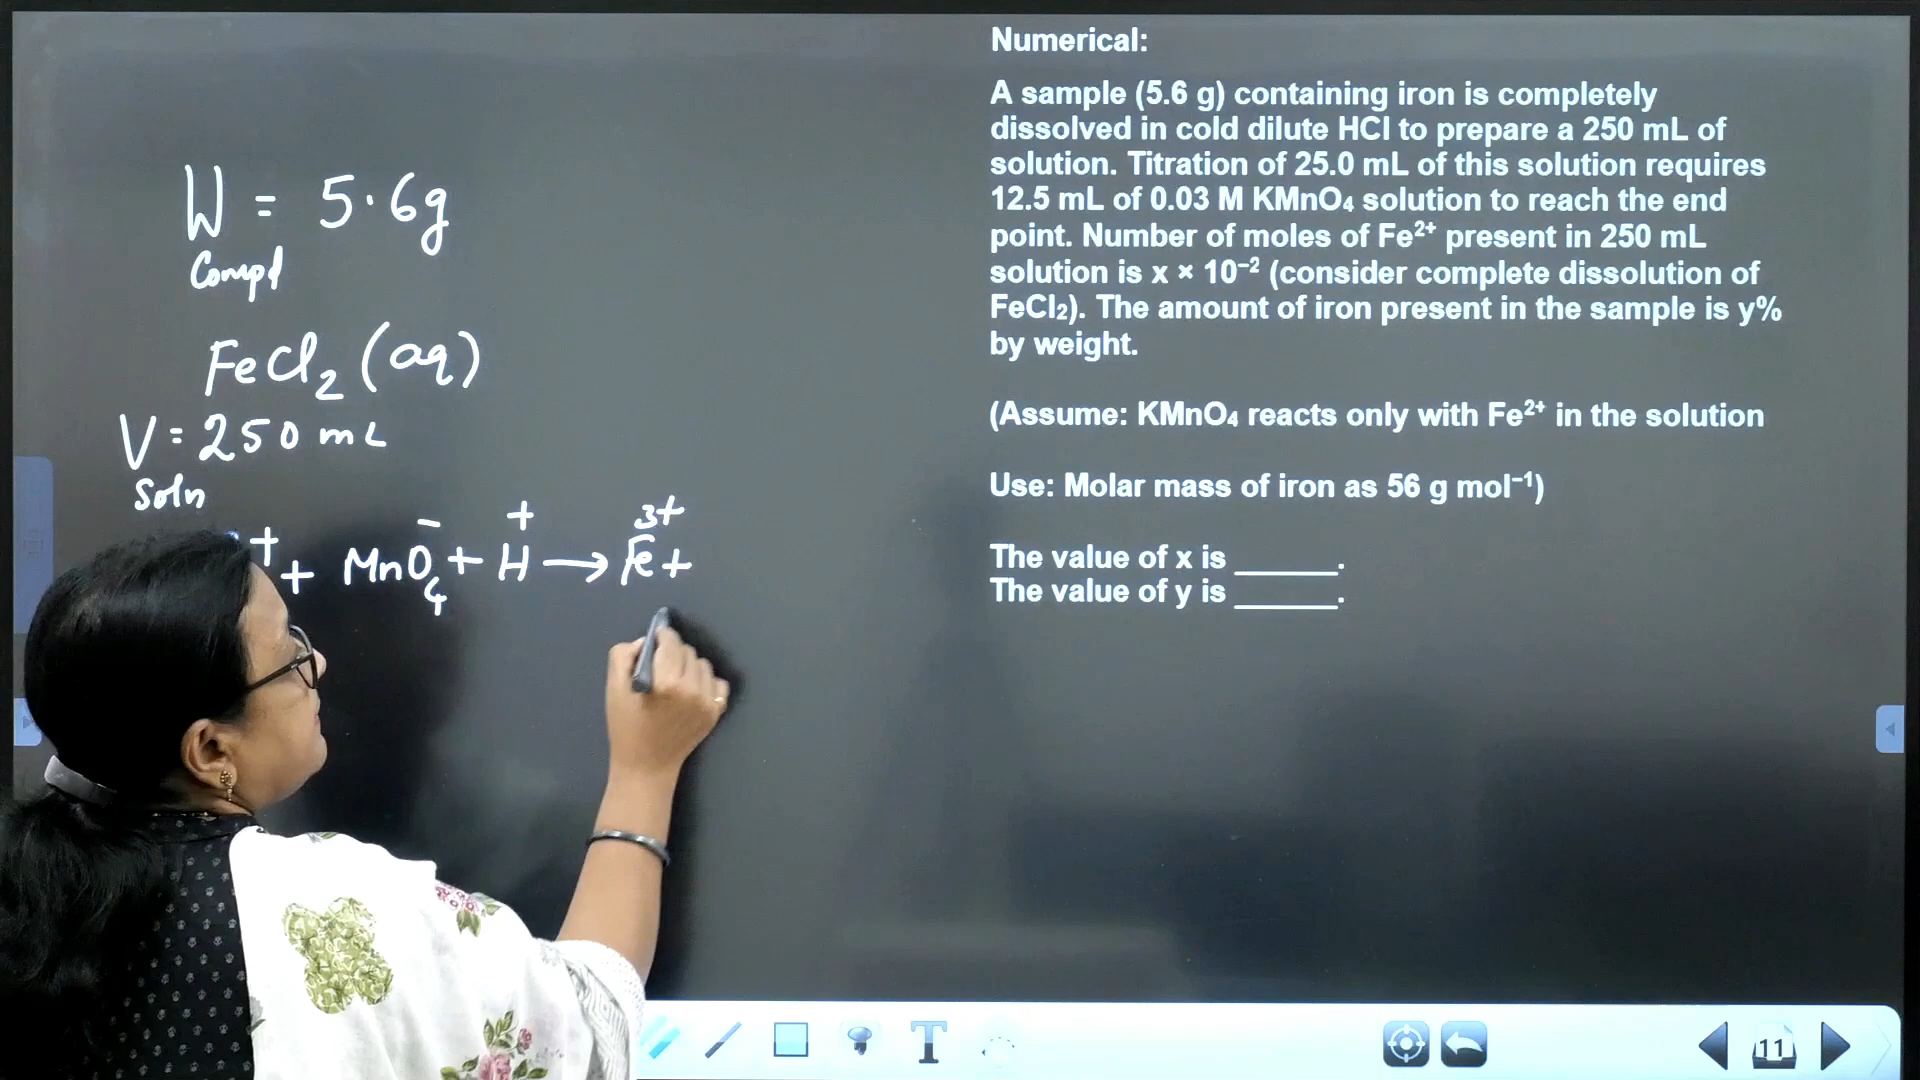 W = 5.6g
Compd
FeCl₂ (aq)
V = 250 mL
Soln
+ + MnO₄⁻ + H⁺ → Fe³⁺ +
Numerical:
A sample (5.6 g) containing iron is completely
dissolved in cold dilute HCl to prepare a 250 mL of
solution. Titration of 25.0 mL of this solution requires
12.5 mL of 0.03 M KMnO₄ solution to reach the end
point. Number of moles of Fe²⁺ present in 250 mL
solution is x × 10⁻² (consider complete dissolution of
FeCl₂). The amount of iron present in the sample is y%
by weight.
(Assume: KMnO₄ reacts only with Fe²⁺ in the solution
Use: Molar mass of iron as 56 g mol⁻¹)
The value of x is ______.
The value of y is ______.
T
11